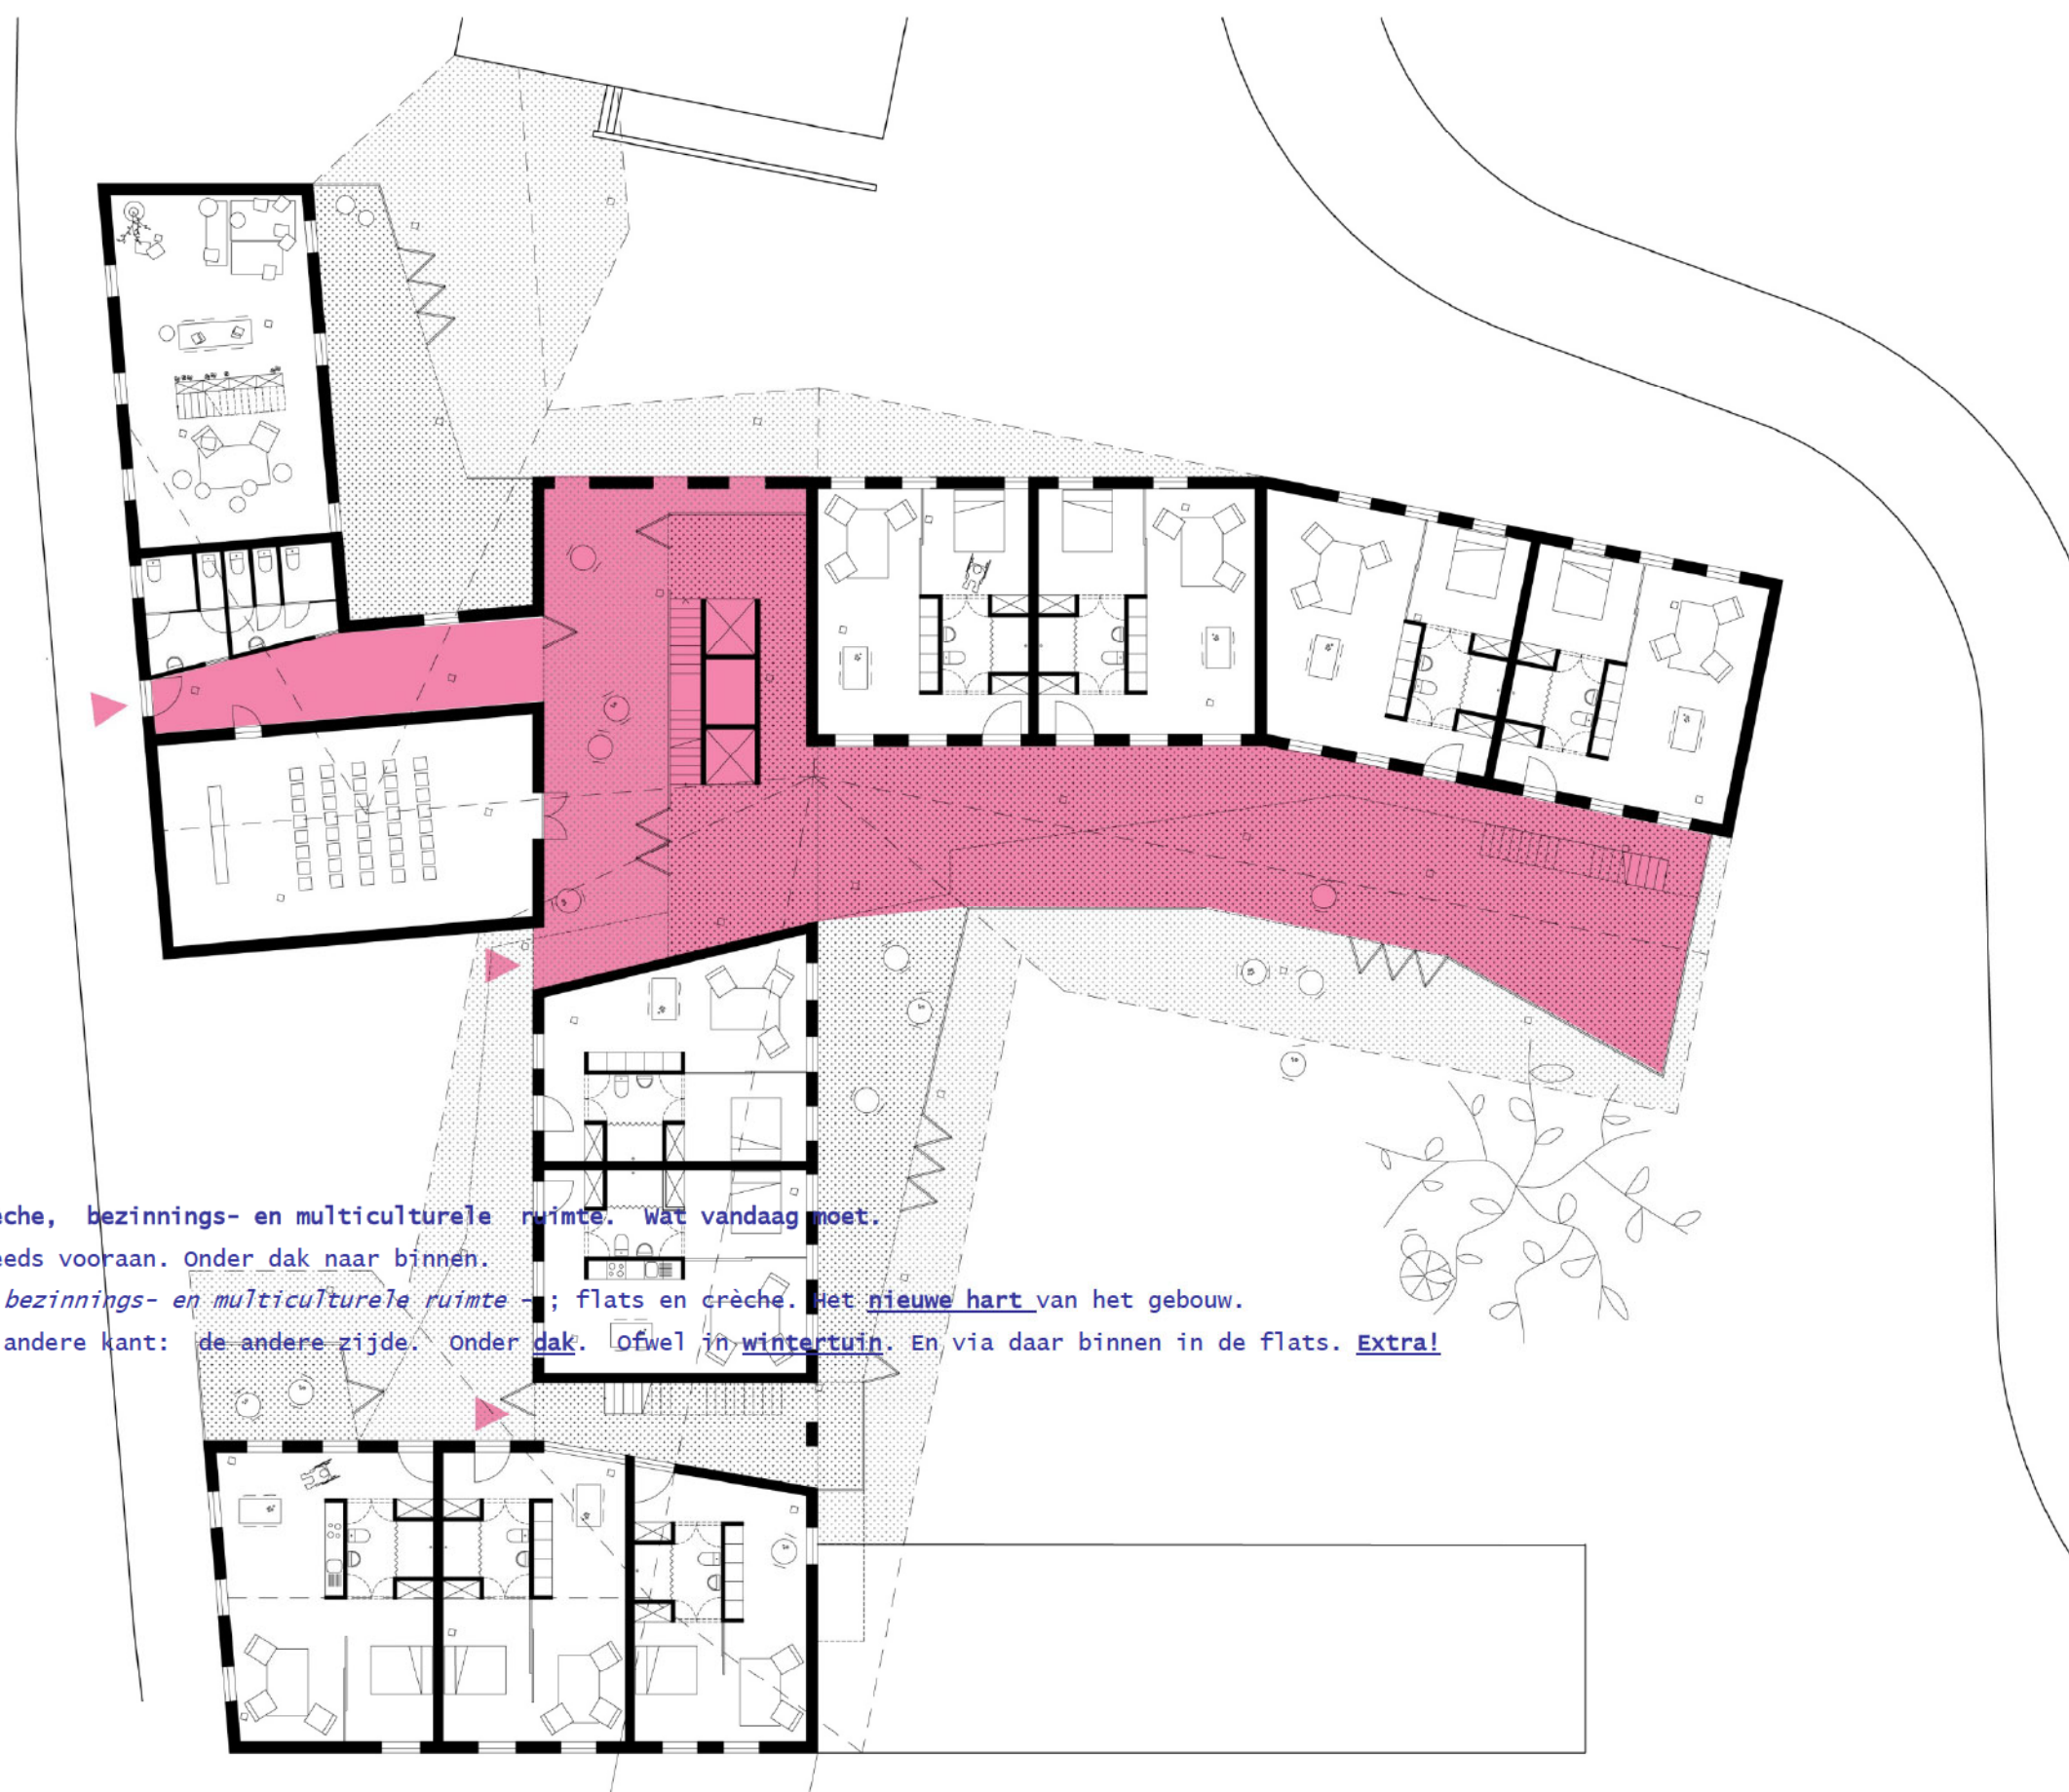 eche, bezinnings- en multiculturele ruimte. Wat vandaag moet.
eeds vooraan. Onder dak naar binnen.
bezinnings- en multiculturele ruimte - ; flats en crèche. Het nieuwe hart van het gebouw.
andere kant: de andere zijde. Onder dak. Ofwel in wintertuin. En via daar binnen in de flats. Extra!